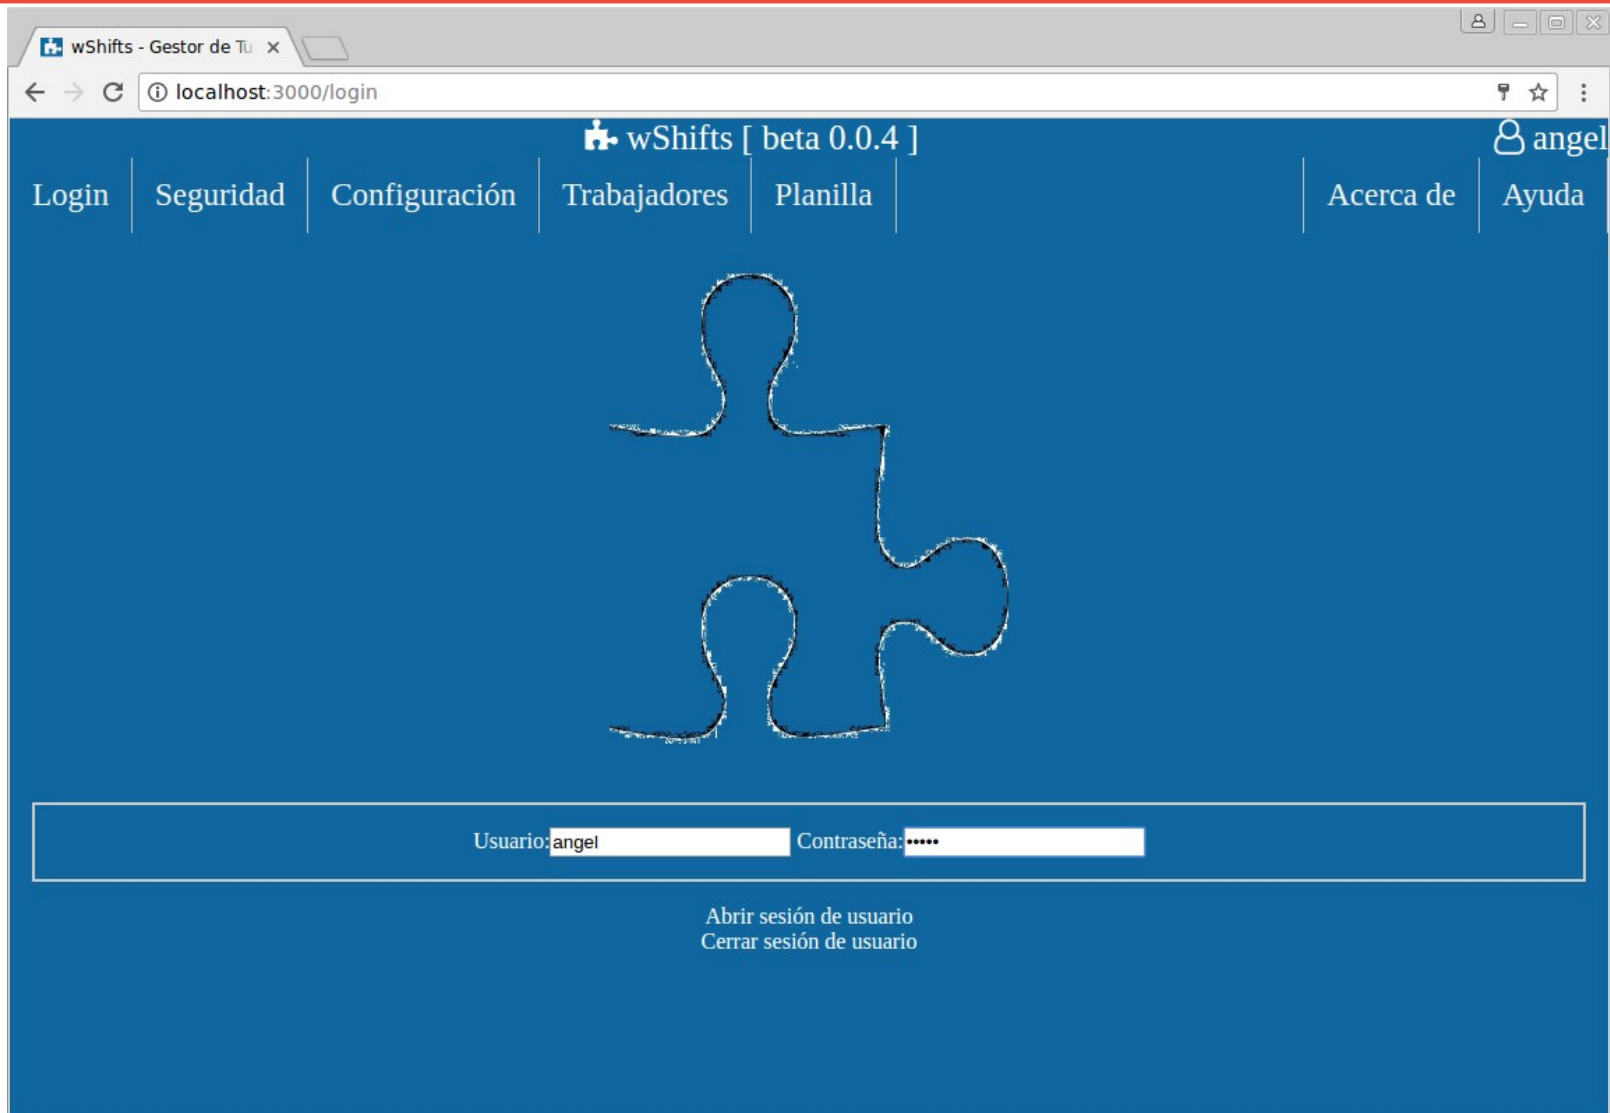 wShifts - Gestor de Tu
localhost:3000/login
wShifts [ beta 0.0.4 ]
angel
Login Seguridad Configuración Trabajadores Planilla Acerca de Ayuda
Usuario: angel Contraseña: •••••
Abrir sesión de usuario
Cerrar sesión de usuario